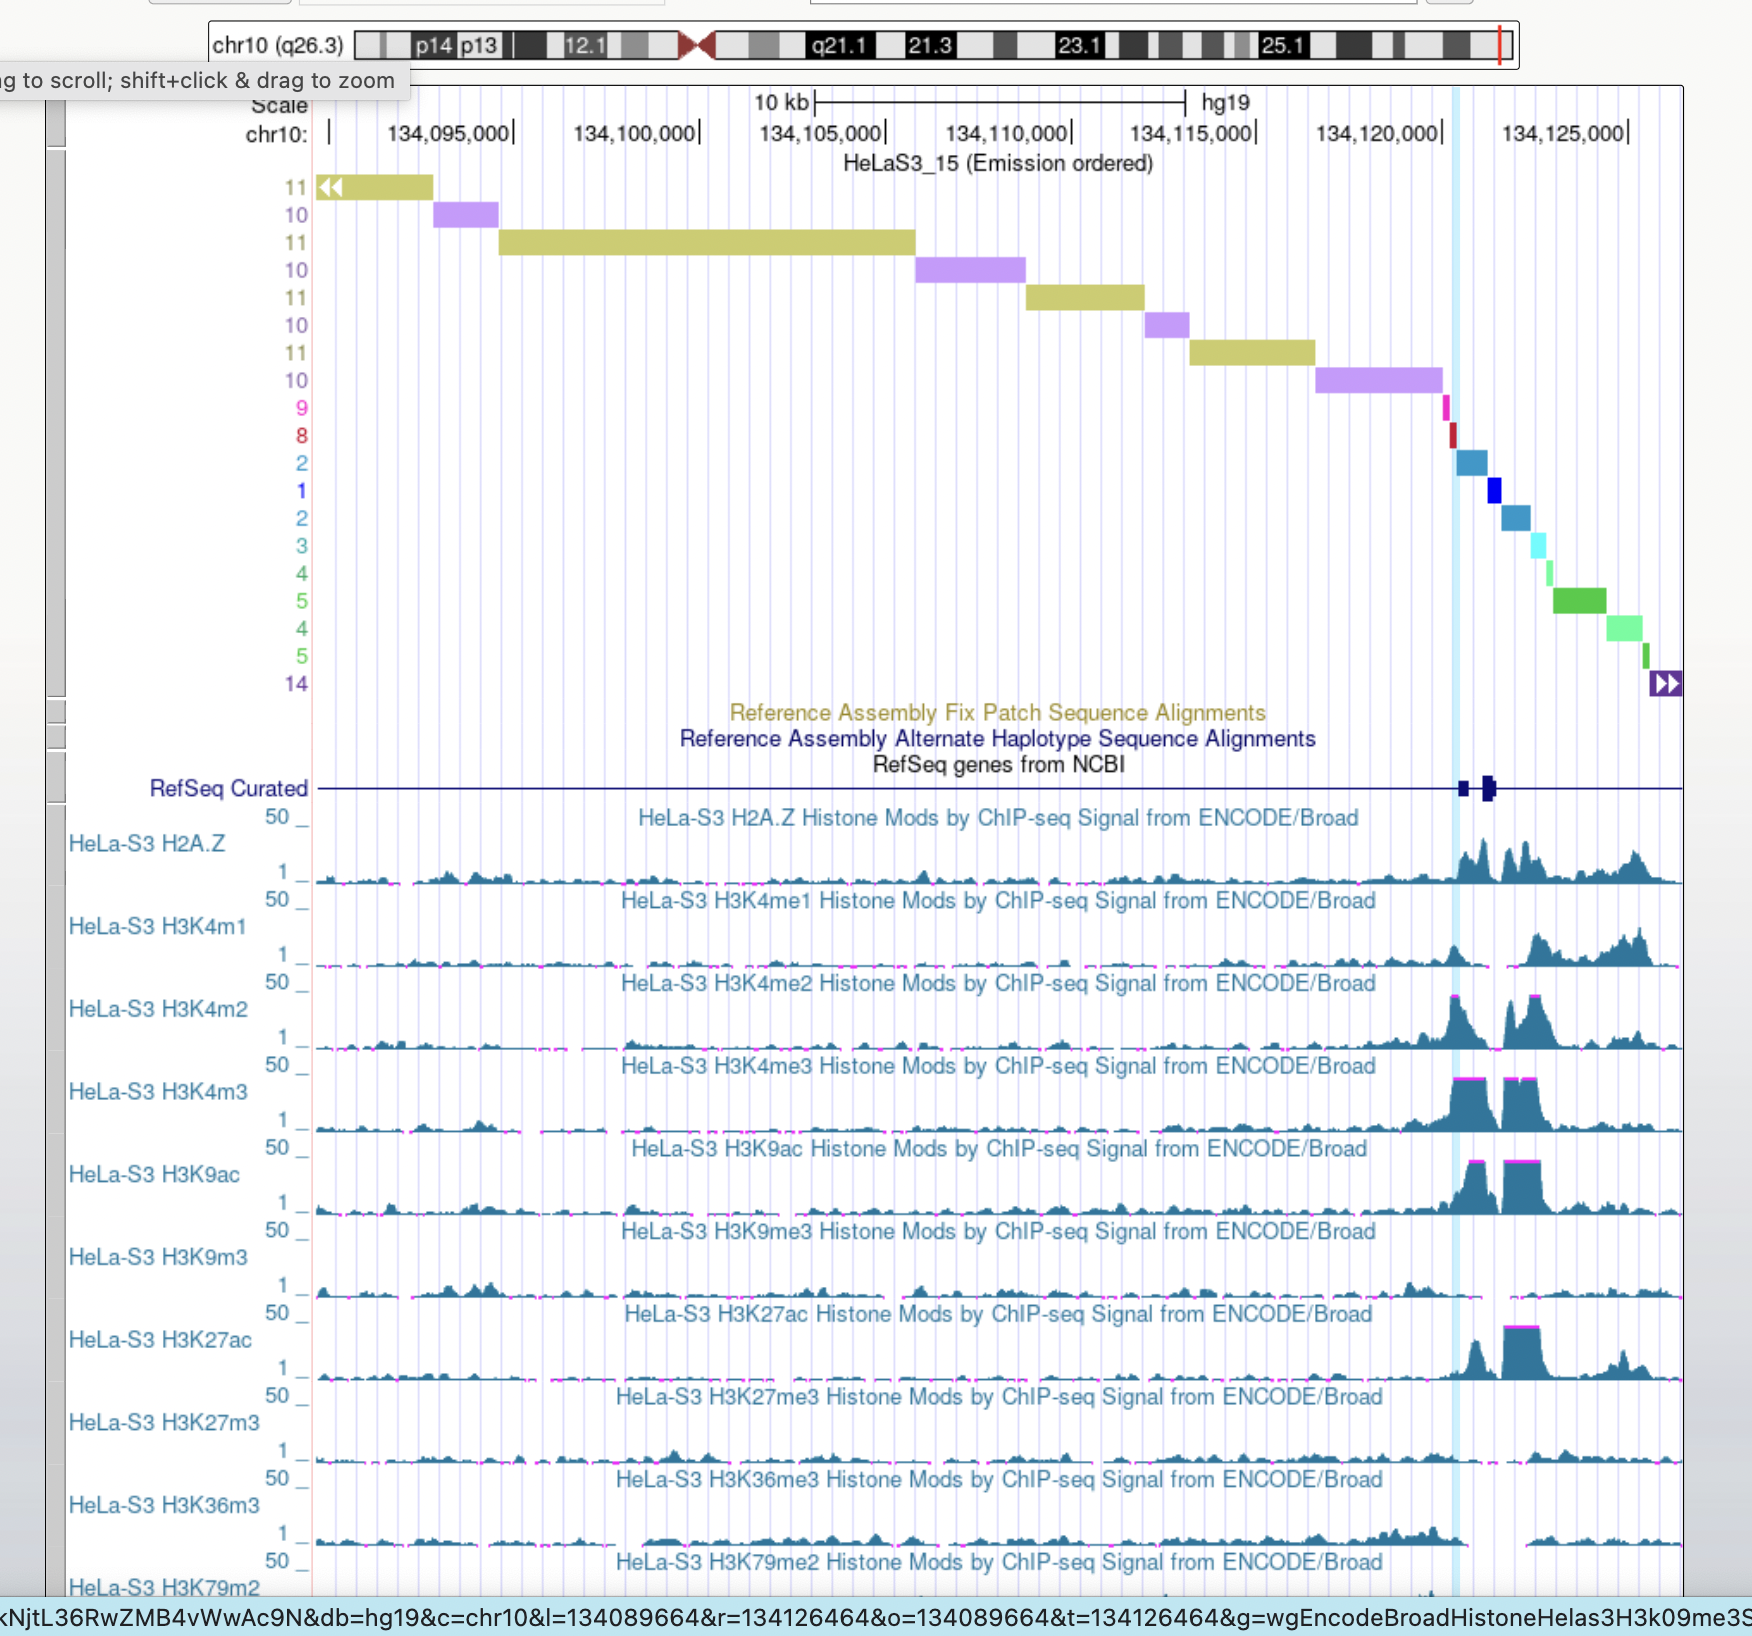 chr10 (q26.3) p14 p13 12.1 q21.1 21.3 23.1 25.1
g to scroll; shift+click & drag to zoom
Scale 10 kb hg19
chr10: 134,095,000 134,100,000 134,105,000 134,110,000 134,115,000 134,120,000 134,125,000
HeLaS3_15 (Emission ordered)
11
10
11
10
11
10
11
10
9
8
2
1
2
3
4
5
4
5
14
Reference Assembly Fix Patch Sequence Alignments
Reference Assembly Alternate Haplotype Sequence Alignments
RefSeq genes from NCBI
RefSeq Curated
50 _ HeLa-S3 H2A.Z Histone Mods by ChIP-seq Signal from ENCODE/Broad
HeLa-S3 H2A.Z
1 _
50 _ HeLa-S3 H3K4me1 Histone Mods by ChIP-seq Signal from ENCODE/Broad
HeLa-S3 H3K4m1
1 _
50 _ HeLa-S3 H3K4me2 Histone Mods by ChIP-seq Signal from ENCODE/Broad
HeLa-S3 H3K4m2
1 _
50 _ HeLa-S3 H3K4me3 Histone Mods by ChIP-seq Signal from ENCODE/Broad
HeLa-S3 H3K4m3
1 _
50 _ HeLa-S3 H3K9ac Histone Mods by ChIP-seq Signal from ENCODE/Broad
HeLa-S3 H3K9ac
1 _
50 _ HeLa-S3 H3K9me3 Histone Mods by ChIP-seq Signal from ENCODE/Broad
HeLa-S3 H3K9m3
1 _
50 _ HeLa-S3 H3K27ac Histone Mods by ChIP-seq Signal from ENCODE/Broad
HeLa-S3 H3K27ac
1 _
50 _ HeLa-S3 H3K27me3 Histone Mods by ChIP-seq Signal from ENCODE/Broad
HeLa-S3 H3K27m3
1 _
50 _ HeLa-S3 H3K36me3 Histone Mods by ChIP-seq Signal from ENCODE/Broad
HeLa-S3 H3K36m3
1 _
50 _ HeLa-S3 H3K79me2 Histone Mods by ChIP-seq Signal from ENCODE/Broad
HeLa-S3 H3K79m2
kNjtL36RwZMB4vWwAc9N&db=hg19&c=chr10&l=134089664&r=134126464&o=134089664&t=134126464&g=wgEncodeBroadHistoneHelas3H3k09me3S